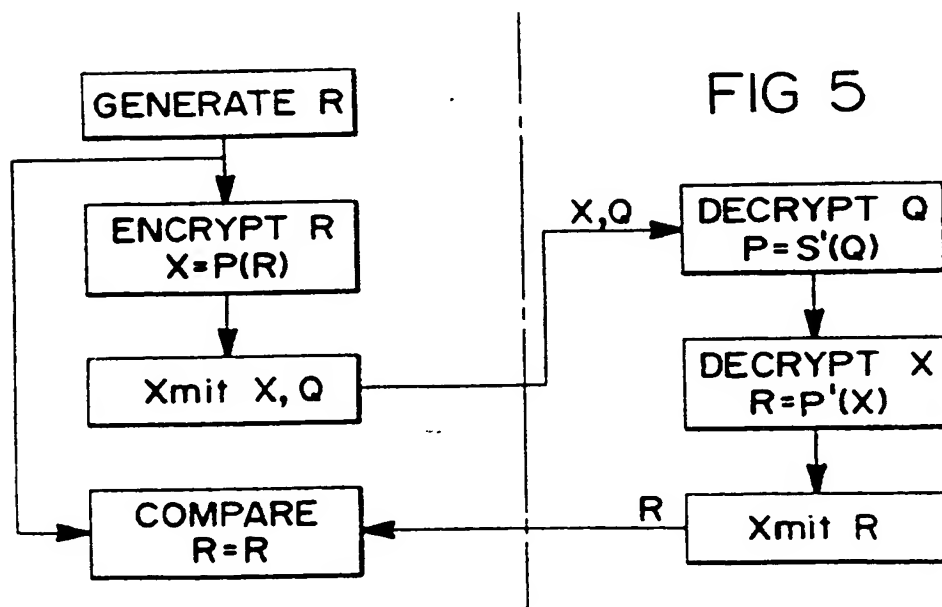 GENERATE R
ENCRYPT R
X=P(R)
Xmit X, Q
COMPARE
R=R
FIG 5
X,Q
DECRYPT Q
P=S'(Q)
DECRYPT X
R=P'(X)
R
Xmit R